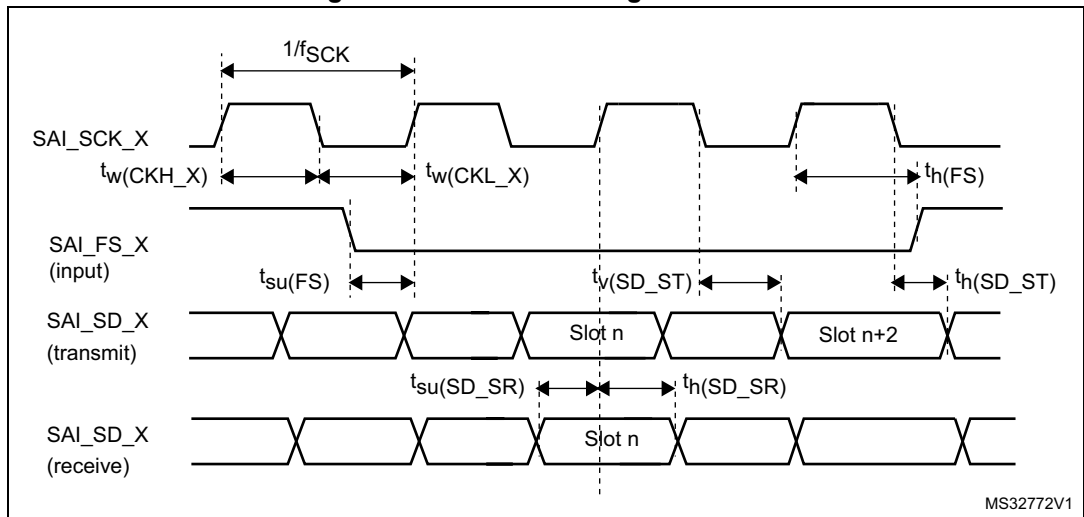 1/fSCK
SAI_SCK_X
tw(CKH_X)
tw(CKL_X)
th(FS)
SAI_FS_X
(input)
tsu(FS)
tv(SD_ST)
th(SD_ST)
SAI_SD_X
(transmit)
Slot n
Slot n+2
tsu(SD_SR)
th(SD_SR)
SAI_SD_X
(receive)
Slot n
MS32772V1